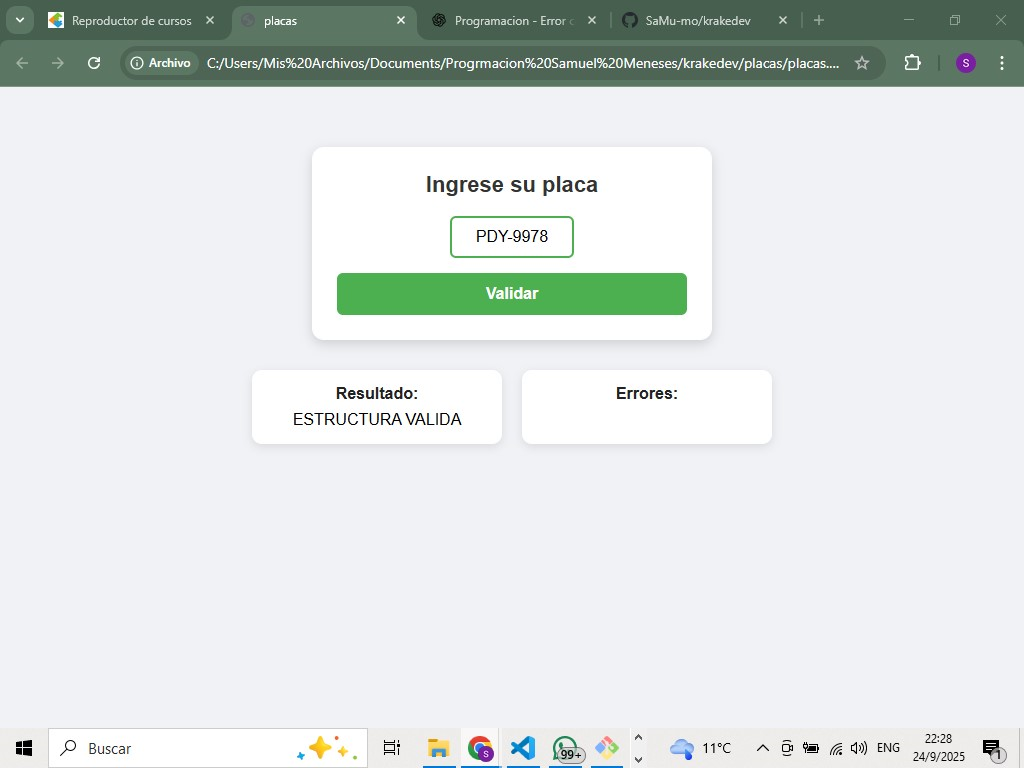 Reproductor de cursos
placas
Programacion - Error
SaMu-mo/krakedev
Archivo
C:/Users/Mis%20Archivos/Documents/Progrmacion%20Samuel%20Meneses/krakedev/placas/placas....
S
Ingrese su placa
PDY-9978
Validar
Resultado:
ESTRUCTURA VALIDA
Errores:
Buscar
S
99+
11°C
ENG
22:28
24/9/2025
1